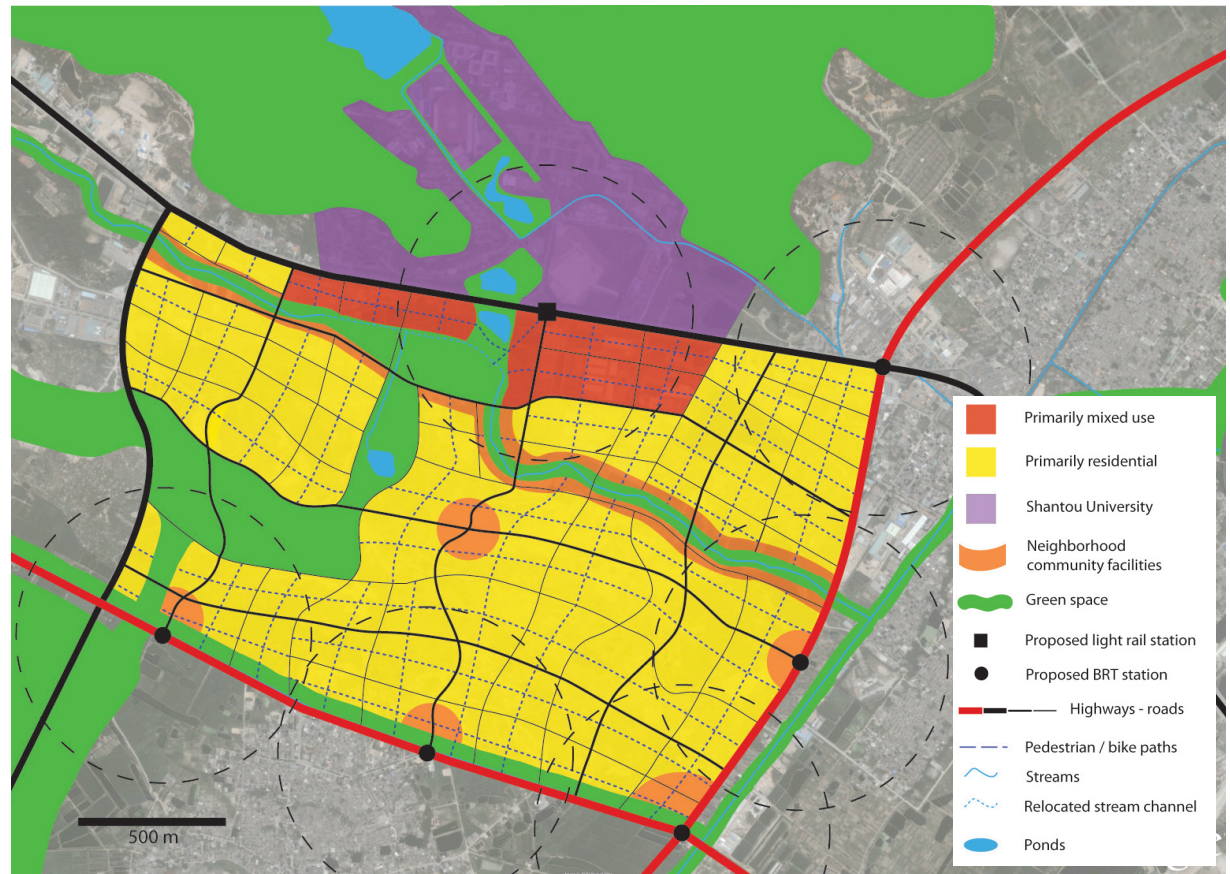 Primarily mixed use
Primarily residential
Shantou University
Neighborhood
community facilities
Green space
Proposed light rail station
Proposed BRT station
Highways - roads
Pedestrian / bike paths
Streams
Relocated stream channel
Ponds
500 m